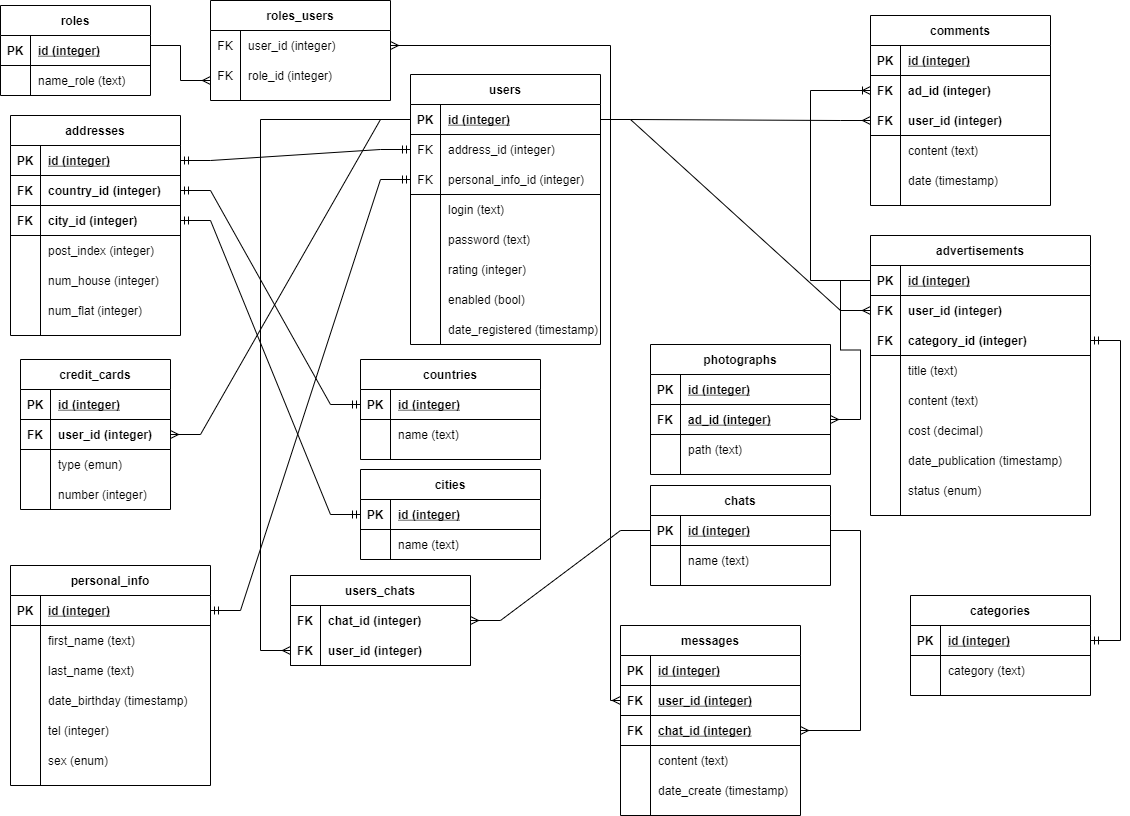 roles
PK id (integer)
name_role (text)
roles_users
FK user_id (integer)
FK role_id (integer)
users
PK id (integer)
FK address_id (integer)
FK personal_info_id (integer)
login (text)
password (text)
rating (integer)
enabled (bool)
date_registered (timestamp)
comments
PK id (integer)
FK ad_id (integer)
FK user_id (integer)
content (text)
date (timestamp)
addresses
PK id (integer)
FK country_id (integer)
FK city_id (integer)
post_index (integer)
num_house (integer)
num_flat (integer)
advertisements
PK id (integer)
FK user_id (integer)
FK category_id (integer)
title (text)
content (text)
cost (decimal)
date_publication (timestamp)
status (enum)
credit_cards
PK id (integer)
FK user_id (integer)
type (emun)
number (integer)
countries
PK id (integer)
name (text)
photographs
PK id (integer)
FK ad_id (integer)
path (text)
cities
PK id (integer)
name (text)
chats
PK id (integer)
name (text)
personal_info
PK id (integer)
first_name (text)
last_name (text)
date_birthday (timestamp)
tel (integer)
sex (enum)
users_chats
FK chat_id (integer)
FK user_id (integer)
messages
PK id (integer)
FK user_id (integer)
FK chat_id (integer)
content (text)
date_create (timestamp)
categories
PK id (integer)
category (text)